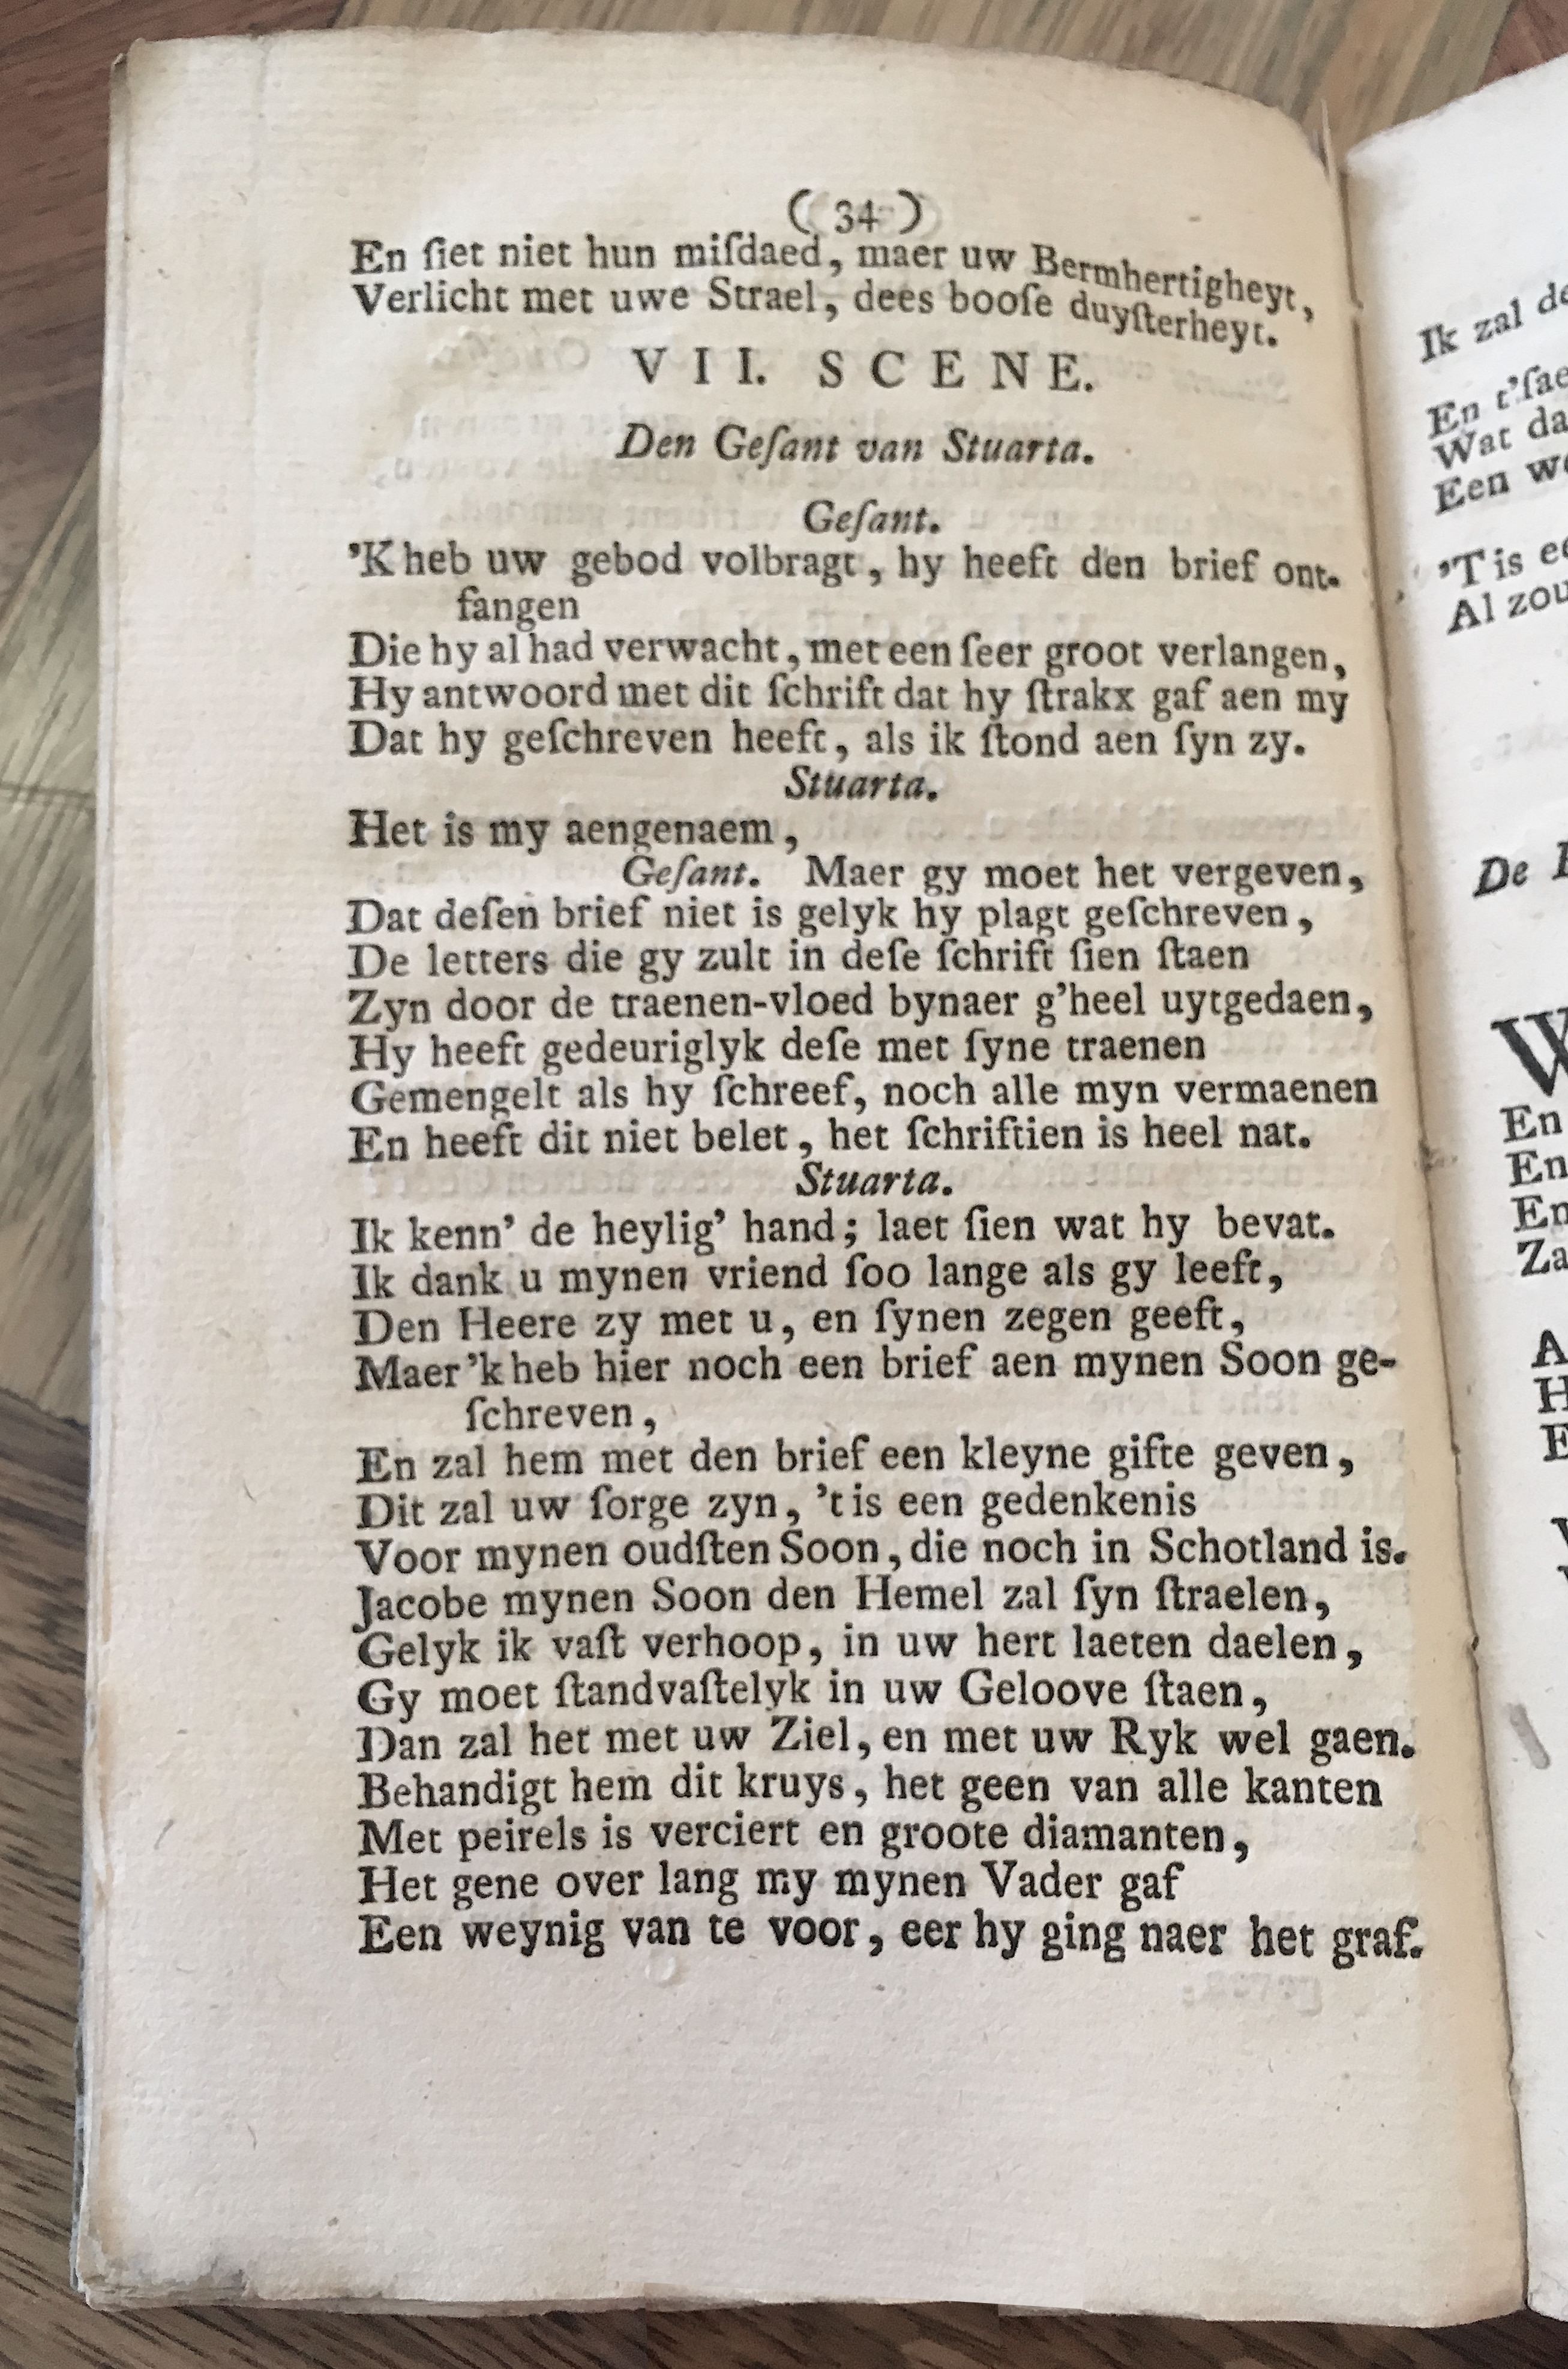 ( 34 )
En ſiet niet hun miſdaed, maer uw Bermhertigheyt,
Verlicht met uwe Strael, dees booſe duyſterheyt.
VII. SCENE.
Den Geſant van Stuarta.
Geſant.
'K heb uw gebod volbragt, hy heeft den brief ont-
fangen
Die hy al had verwacht, met een ſeer groot verlangen,
Hy antwoord met dit ſchrift dat hy ſtrakx gaf aen my
Dat hy geſchreven heeft, als ik ſtond aen ſyn zy.
Stuarta.
Het is my aengenaem,
Geſant. Maer gy moet het vergeven,
Dat deſen brief niet is gelyk hy plagt geſchreven,
De letters die gy zult in deſe ſchrift ſien ſtaen
Zyn door de traenen-vloed bynaer g'heel uytgedaen,
Hy heeft gedeuriglyk deſe met ſyne traenen
Gemengelt als hy ſchreef, noch alle myn vermaenen
En heeft dit niet belet, het ſchriftien is heel nat.
Stuarta.
Ik kenn' de heylig' hand; laet ſien wat hy bevat.
Ik dank u mynen vriend ſoo lange als gy leeft,
Den Heere zy met u, en ſynen zegen geeft,
Maer 'k heb hier noch een brief aen mynen Soon ge-
ſchreven,
En zal hem met den brief een kleyne gifte geven,
Dit zal uw ſorge zyn, 't is een gedenkenis
Voor mynen oudſten Soon, die noch in Schotland is.
Jacobe mynen Soon den Hemel zal ſyn ſtraelen,
Gelyk ik vaſt verhoop, in uw hert laeten daelen,
Gy moet ſtandvaſtelyk in uw Geloove ſtaen,
Dan zal het met uw Ziel, en met uw Ryk wel gaen.
Behandigt hem dit kruys, het geen van alle kanten
Met peirels is verciert en groote diamanten,
Het gene over lang my mynen Vader gaf
Een weynig van te voor, eer hy ging naer het graf.
Ik zal
En
Wat
Een
'T is
Al
De
En
En